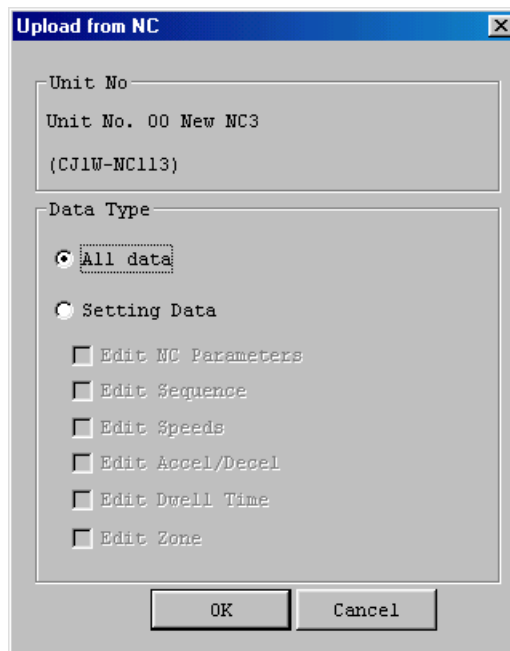 Upload from NC
Unit No
Unit No. 00 New NC3
(CJ1W-NC113)
Data Type
All data
Setting Data
Edit NC Parameters
Edit Sequence
Edit Speeds
Edit Accel/Decel
Edit Dwell Time
Edit Zone
OK
Cancel